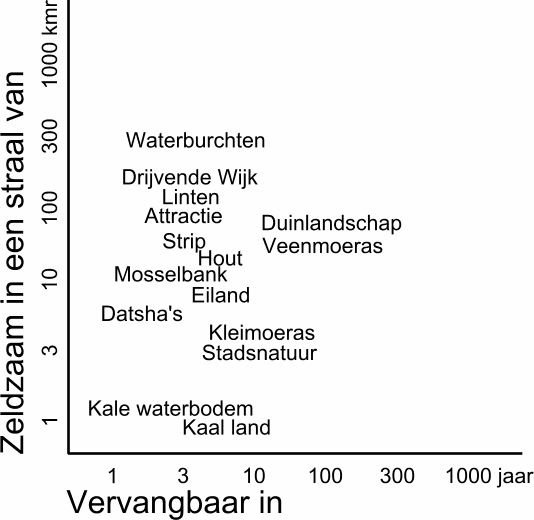 Zeldzaam in een straal van
1000 kmr
300
100
10
3
1
Waterburchten
Drijvende Wijk
Linten
Attractie
Duinlandschap
Strip
Veenmoeras
Hout
Mosselbank
Eiland
Datsha's
Kleimoeras
Stadsnatuur
Kale waterbodem
Kaal land
1 3 10 100 300 1000 jaar
Vervangbaar in